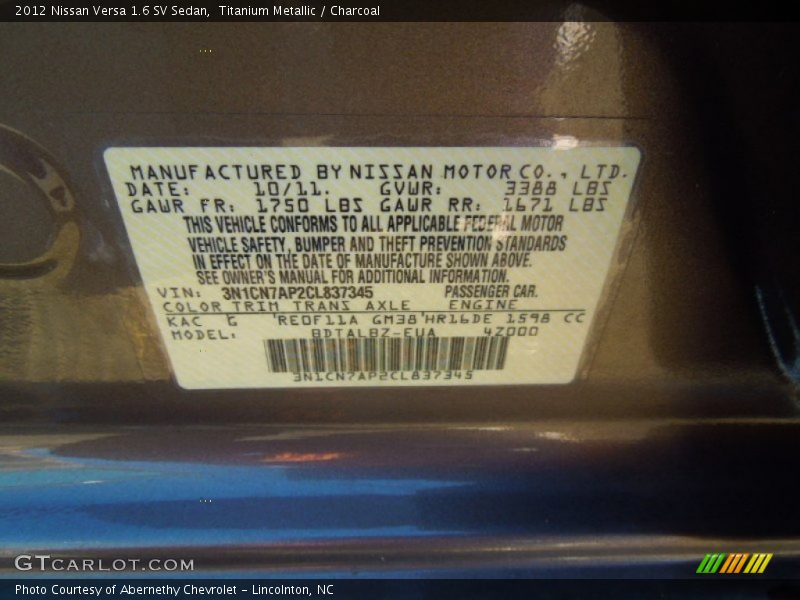 2012 Nissan Versa 1.6 SV Sedan,  Titanium Metallic / Charcoal
MANUFACTURED BY NISSAN MOTOR CO., LTD.
DATE: 10/11. GVWR: 3388 LBS
GAWR FR: 1750 LBS GAWR RR: 1671 LBS
THIS VEHICLE CONFORMS TO ALL APPLICABLE FEDERAL MOTOR
VEHICLE SAFETY, BUMPER AND THEFT PREVENTION STANDARDS
IN EFFECT ON THE DATE OF MANUFACTURE SHOWN ABOVE.
SEE OWNER'S MANUAL FOR ADDITIONAL INFORMATION.
VIN: 3N1CN7AP2CL837345 PASSENGER CAR.
COLOR TRIM TRANS AXLE ENGINE
KAC G RE0F11A GM38 HR16DE 1598 CC
MODEL: BDTALBZ-EUA 4Z000
3N1CN7AP2CL837345
GTCARLOT.COM
Photo Courtesy of Abernethy Chevrolet – Lincolnton, NC